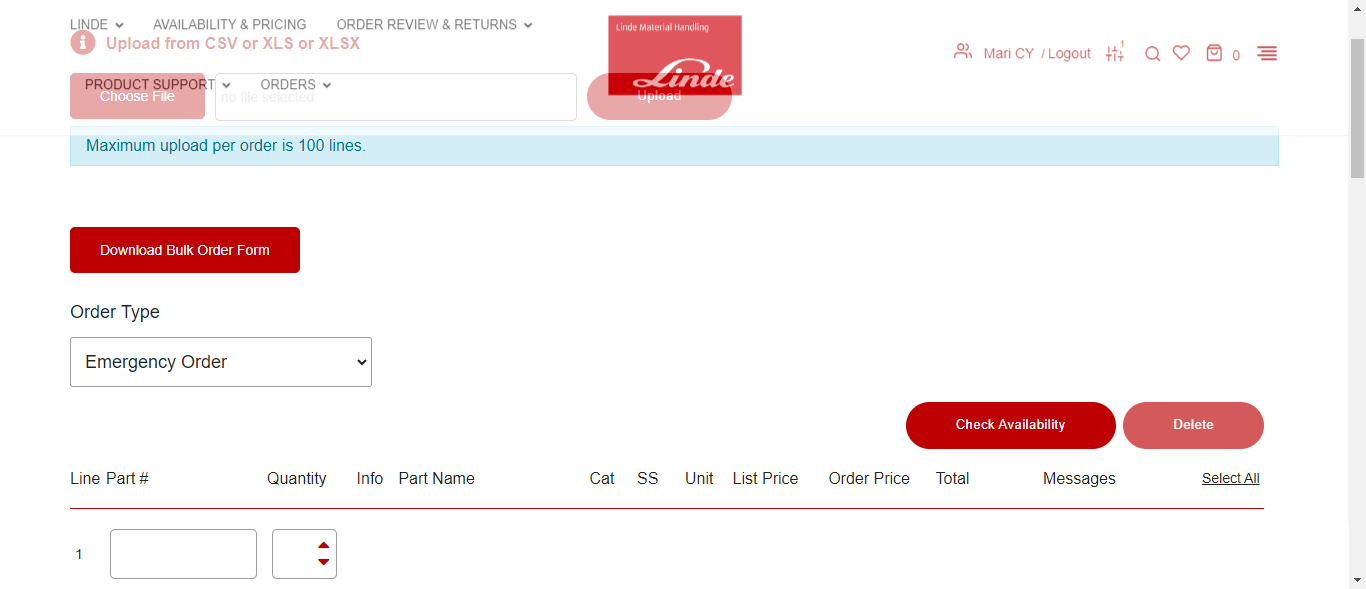 LINDE AVAILABILITY & PRICING ORDER REVIEW & RETURNS
Linde Material Handling
Linde
Upload from CSV or XLS or XLSX
Mari CY / Logout 1 0
PRODUCT SUPPORT ORDERS
Choose File no file selected Upload
Maximum upload per order is 100 lines.
Download Bulk Order Form
Order Type
Emergency Order
Check Availability Delete
Line Part # Quantity Info Part Name Cat SS Unit List Price Order Price Total Messages Select All
1